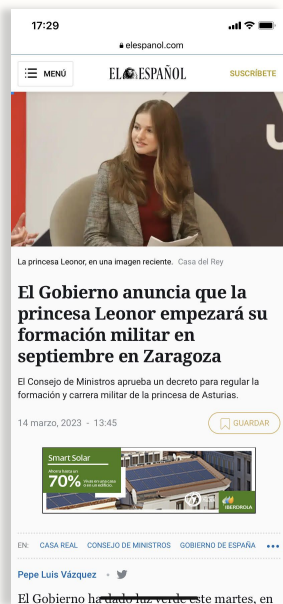 17:29
elespanol.com
MENÚ
EL ESPAÑOL
SUSCRÍBETE
La princesa Leonor, en una imagen reciente. Casa del Rey
El Gobierno anuncia que la
princesa Leonor empezará su
formación militar en
septiembre en Zaragoza
El Consejo de Ministros aprueba un decreto para regular la
formación y carrera militar de la princesa de Asturias.
14 marzo, 2023 - 13:45
GUARDAR
Smart Solar
Ahorra hasta un
70%
IBERDROLA
EN: CASA REAL CONSEJO DE MINISTROS GOBIERNO DE ESPAÑA
Pepe Luis Vázquez
El Gobierno ha dado luz verde este martes, en